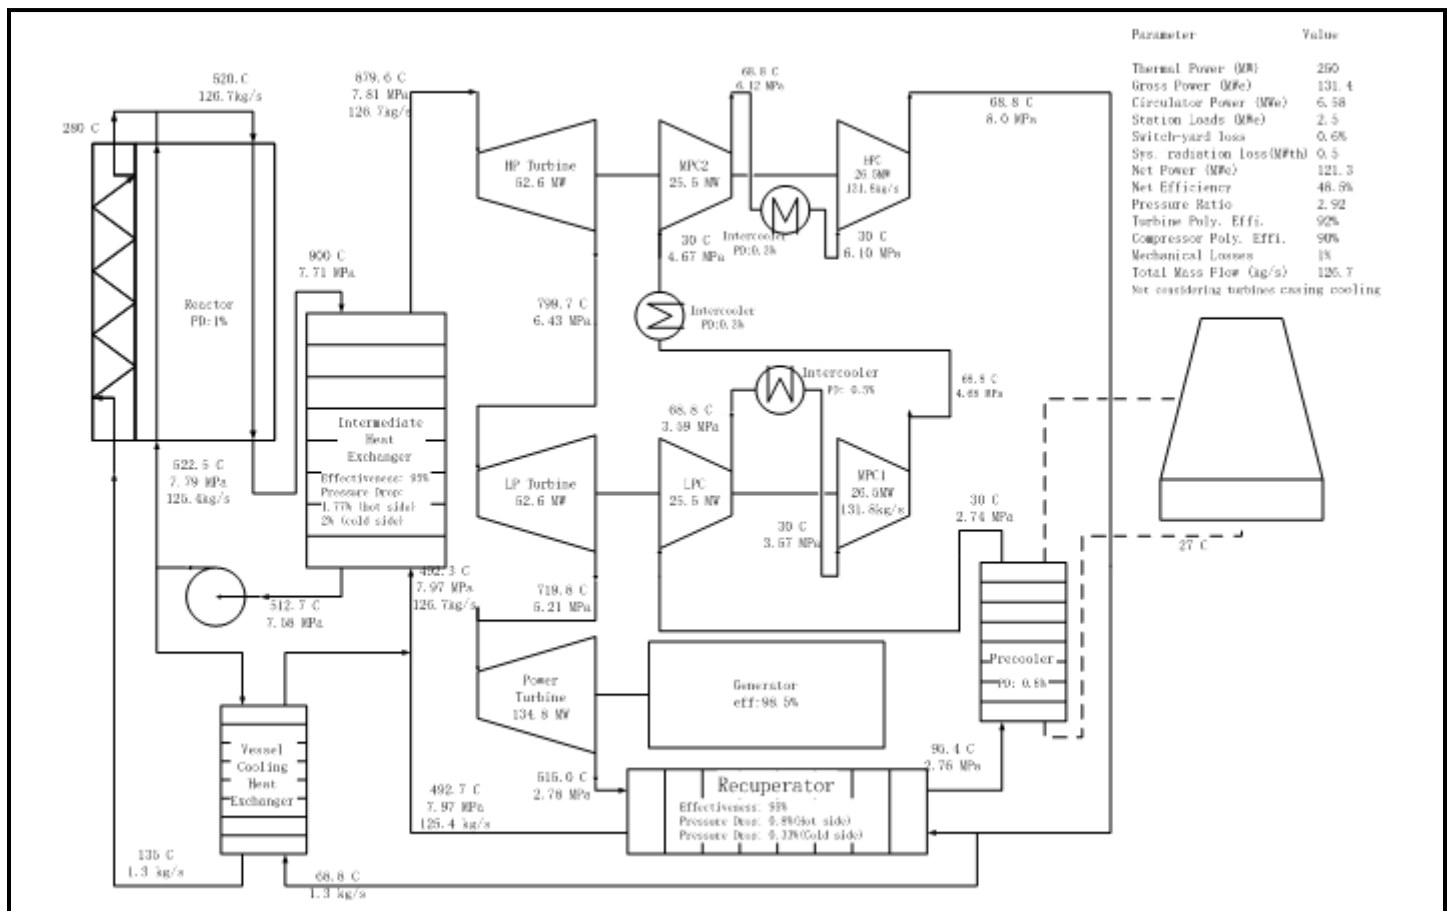 Parameter Value
Thermal Power (MW) 250
Gross Power (MWe) 131.4
Circulator Power (MWe) 6.58
Station Loads (MWe) 2.5
Switch-yard loss 0.6%
Sys. radiation loss(MWth) 0.5
Net Power (MWe) 121.3
Net Efficiency 48.5%
Pressure Ratio 2.92
Turbine Poly. Effi. 92%
Compressor Poly. Effi. 90%
Mechanical Losses 1%
Total Mass Flow (kg/s) 126.7
Not considering turbines casing cooling
520.C
126.7kg/s
280 C
879.6 C
7.81 MPa
126.7kg/s
68.8 C
6.12 MPa
68.8 C
8.0 MPa
HP Turbine
52.6 MW
MPC2
25.5 MW
HPC
26.5MW
131.8kg/s
Intercooler
PD:0.3%
30 C
4.67 MPa
30 C
6.10 MPa
900 C
7.71 MPa
Reactor
PD:1%
799.7 C
6.43 MPa
Intercooler
PD:0.3%
Intercooler
PD: 0.5%
68.8 C
4.69 MPa
68.8 C
3.59 MPa
Intermediate
Heat
Exchanger
Effectiveness: 95%
Pressure Drop:
1.77% (hot side)
2% (cold side)
522.5 C
7.79 MPa
125.4kg/s
LP Turbine
52.6 MW
LPC
25.5 MW
MPC1
26.5MW
131.8kg/s
30 C
3.57 MPa
30 C
2.74 MPa
27 C
492.3 C
7.97 MPa
126.7kg/s
512.7 C
7.58 MPa
719.8 C
5.21 MPa
Power
Turbine
134.8 MW
Generator
eff:98.5%
Precooler
PD: 0.8%
Vessel
Cooling
Heat
Exchanger
515.0 C
2.78 MPa
95.4 C
2.76 MPa
492.7 C
7.97 MPa
125.4 kg/s
Recuperator
Effectiveness: 95%
Pressure Drop: 0.8%(Hot side)
Pressure Drop: 0.33%(Cold side)
135 C
1.3 kg/s
68.8 C
1.3 kg/s